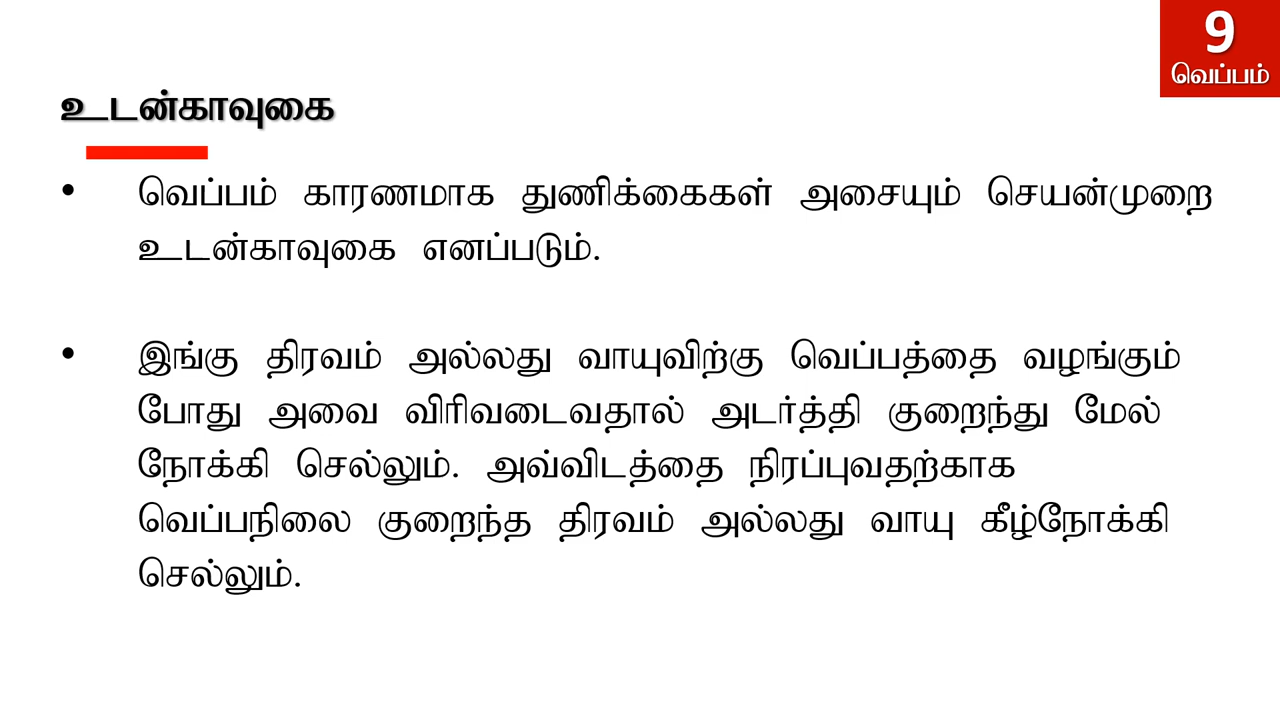 9
வெப்பம்
உடன்காவுகை
• வெப்பம் காரணமாக துணிக்கைகள் அசையும் செயன்முறை
உடன்காவுகை எனப்படும்.
• இங்கு திரவம் அல்லது வாயுவிற்கு வெப்பத்தை வழங்கும்
போது அவை விரிவடைவதால் அடர்த்தி குறைந்து மேல்
நோக்கி செல்லும். அவ்விடத்தை நிரப்புவதற்காக
வெப்பநிலை குறைந்த திரவம் அல்லது வாயு கீழ்நோக்கி
செல்லும்.